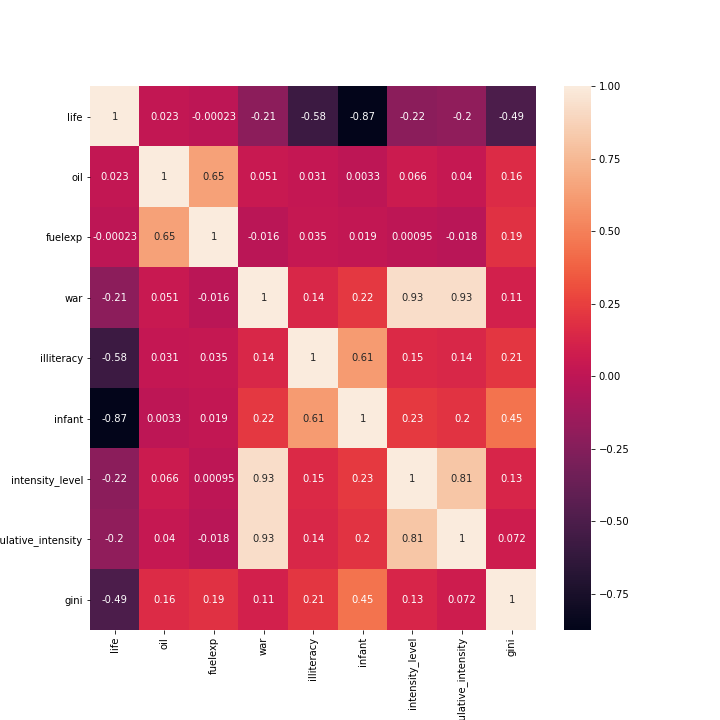 life 1 0.023 -0.00023 -0.21 -0.58 -0.87 -0.22 -0.2 -0.49
oil 0.023 1 0.65 0.051 0.031 0.0033 0.066 0.04 0.16
fuelexp -0.00023 0.65 1 -0.016 0.035 0.019 0.00095 -0.018 0.19
war -0.21 0.051 -0.016 1 0.14 0.22 0.93 0.93 0.11
illiteracy -0.58 0.031 0.035 0.14 1 0.61 0.15 0.14 0.21
infant -0.87 0.0033 0.019 0.22 0.61 1 0.23 0.2 0.45
intensity_level -0.22 0.066 0.00095 0.93 0.15 0.23 1 0.81 0.13
ulative_intensity -0.2 0.04 -0.018 0.93 0.14 0.2 0.81 1 0.072
gini -0.49 0.16 0.19 0.11 0.21 0.45 0.13 0.072 1
life
oil
fuelexp
war
illiteracy
infant
intensity_level
ulative_intensity
gini
1.00
0.75
0.50
0.25
0.00
−0.25
−0.50
−0.75